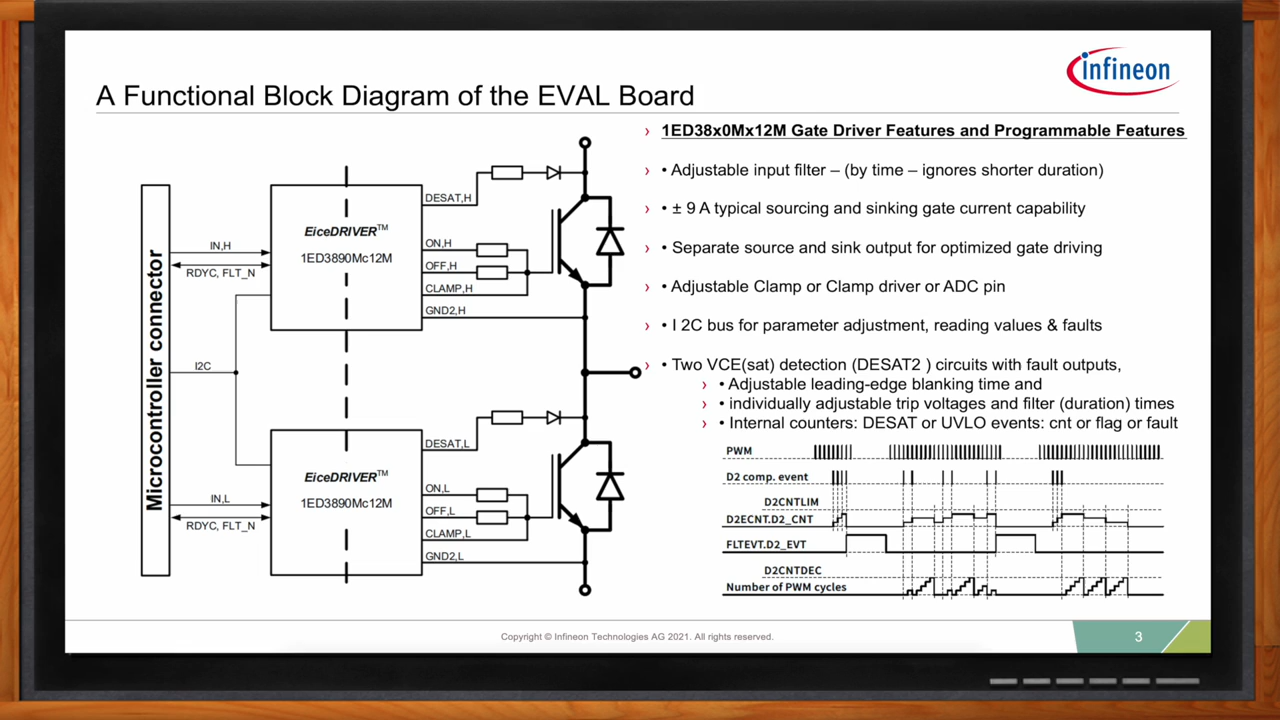 infineon
A Functional Block Diagram of the EVAL Board
Microcontroller connector
IN,H
RDYC, FLT_N
I2C
IN,L
RDYC, FLT_N
EiceDRIVER™
1ED3890Mc12M
DESAT,H
ON,H
OFF,H
CLAMP,H
GND2,H
EiceDRIVER™
1ED3890Mc12M
DESAT,L
ON,L
OFF,L
CLAMP,L
GND2,L
› 1ED38x0Mx12M Gate Driver Features and Programmable Features
› • Adjustable input filter – (by time – ignores shorter duration)
› • ± 9 A typical sourcing and sinking gate current capability
› • Separate source and sink output for optimized gate driving
› • Adjustable Clamp or Clamp driver or ADC pin
› • I 2C bus for parameter adjustment, reading values & faults
› • Two VCE(sat) detection (DESAT2 ) circuits with fault outputs,
› • Adjustable leading-edge blanking time and
› • individually adjustable trip voltages and filter (duration) times
› • Internal counters: DESAT or UVLO events: cnt or flag or fault
PWM
D2 comp. event
D2CNTLIM
D2ECNT.D2_CNT
FLTEVT.D2_EVT
D2CNTDEC
Number of PWM cycles
Copyright © Infineon Technologies AG 2021. All rights reserved.
3